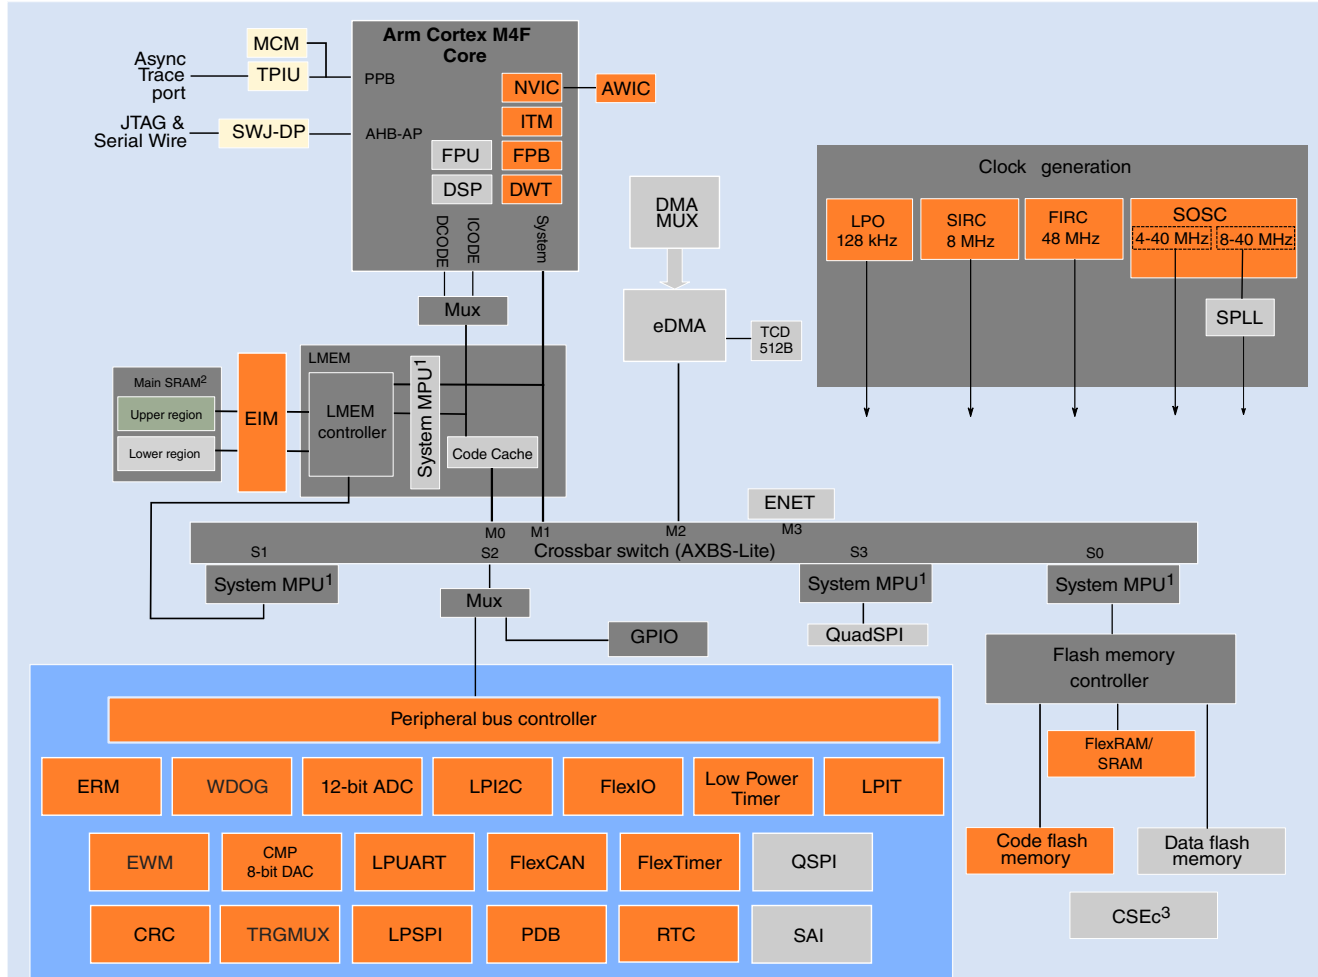 Arm Cortex M4F
Core
MCM
Async
Trace
port
TPIU
PPB
NVIC
AWIC
ITM
JTAG &
Serial Wire
SWJ-DP
AHB-AP
FPU
FPB
DSP
DWT
DCODE
ICODE
System
Mux
DMA
MUX
eDMA
TCD
512B
Clock generation
LPO
128 kHz
SIRC
8 MHz
FIRC
48 MHz
SOSC
4-40 MHz
8-40 MHz
SPLL
Main SRAM2
Upper region
Lower region
EIM
LMEM
LMEM
controller
System MPU1
Code Cache
ENET
M0
M1
M2
M3
Crossbar switch (AXBS-Lite)
S1
S2
S3
S0
System MPU1
Mux
System MPU1
System MPU1
GPIO
QuadSPI
Flash memory
controller
Peripheral bus controller
FlexRAM/
SRAM
ERM
WDOG
12-bit ADC
LPI2C
FlexIO
Low Power
Timer
LPIT
Code flash
memory
Data flash
memory
EWM
CMP
8-bit DAC
LPUART
FlexCAN
FlexTimer
QSPI
CSEc3
CRC
TRGMUX
LPSPI
PDB
RTC
SAI